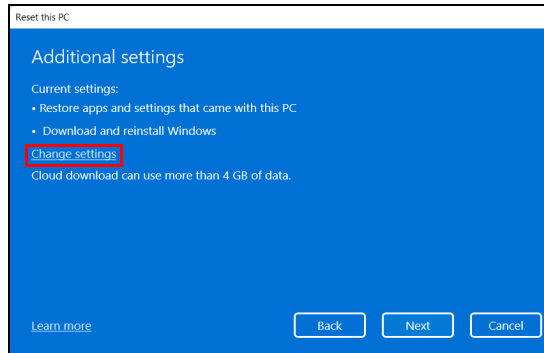 Reset this PC
Additional settings
Current settings:
• Restore apps and settings that came with this PC
• Download and reinstall Windows
Change settings
Cloud download can use more than 4 GB of data.
Learn more
Back
Next
Cancel